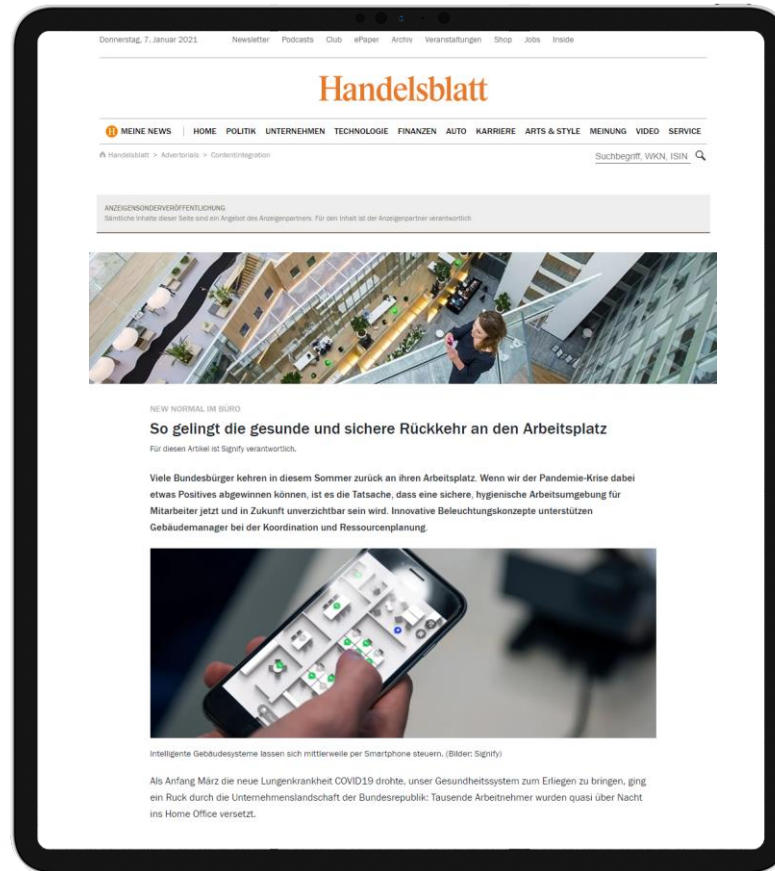 Donnerstag, 7. Januar 2021 Newsletter Podcasts Club ePaper Archiv Veranstaltungen Shop Jobs Inside
Handelsblatt
H MEINE NEWS HOME POLITIK UNTERNEHMEN TECHNOLOGIE FINANZEN AUTO KARRIERE ARTS & STYLE MEINUNG VIDEO SERVICE
Handelsblatt > Advertorials > Contentintegration Suchbegriff, WKN, ISIN
ANZEIGENSONDERVERÖFFENTLICHUNG
Sämtliche Inhalte dieser Seite sind ein Angebot des Anzeigenpartners. Für den Inhalt ist der Anzeigenpartner verantwortlich
NEW NORMAL IM BÜRO
So gelingt die gesunde und sichere Rückkehr an den Arbeitsplatz
Für diesen Artikel ist Signify verantwortlich.
Viele Bundesbürger kehren in diesem Sommer zurück an ihren Arbeitsplatz. Wenn wir der Pandemie-Krise dabei
etwas Positives abgewinnen können, ist es die Tatsache, dass eine sichere, hygienische Arbeitsumgebung für
Mitarbeiter jetzt und in Zukunft unverzichtbar sein wird. Innovative Beleuchtungskonzepte unterstützen
Gebäudemanager bei der Koordination und Ressourcenplanung.
Intelligente Gebäudesysteme lassen sich mittlerweile per Smartphone steuern. (Bilder: Signify)
Als Anfang März die neue Lungenkrankheit COVID19 drohte, unser Gesundheitssystem zum Erliegen zu bringen, ging
ein Ruck durch die Unternehmenslandschaft der Bundesrepublik: Tausende Arbeitnehmer wurden quasi über Nacht
ins Home Office versetzt.